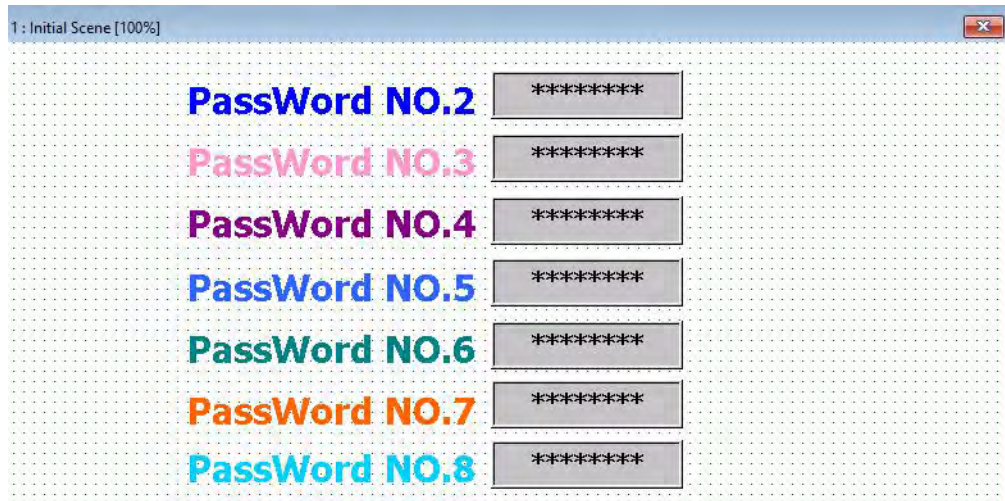 1 : Initial Scene [100%]
PassWord NO.2 ********
PassWord NO.3 ********
PassWord NO.4 ********
PassWord NO.5 ********
PassWord NO.6 ********
PassWord NO.7 ********
PassWord NO.8 ********